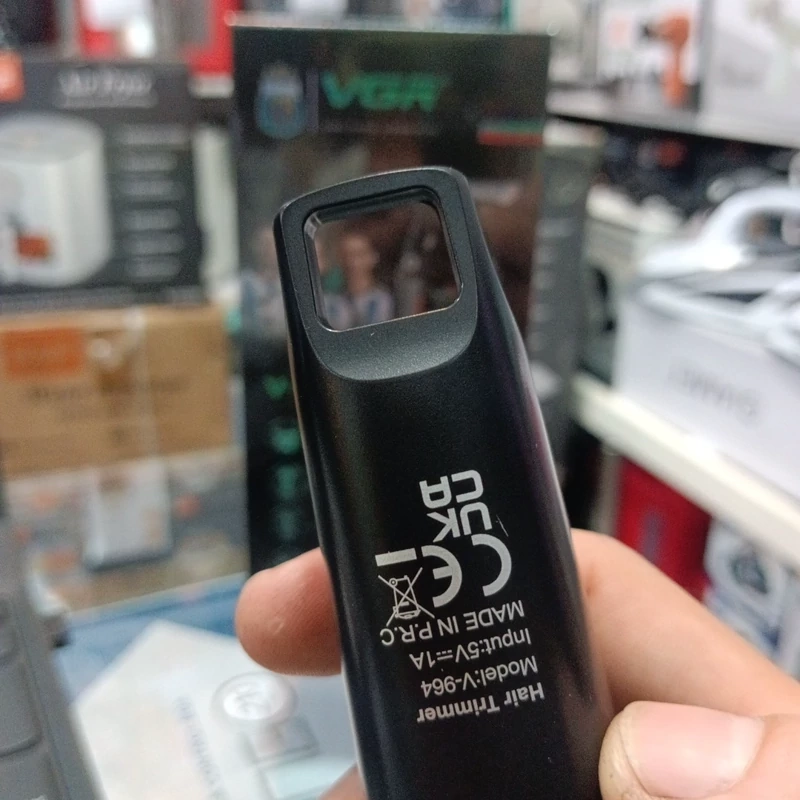 VGR
Hair Trimmer
Model:V-964
Input:5V⎓1A
MADE IN P.R.C
CE
UK
CA